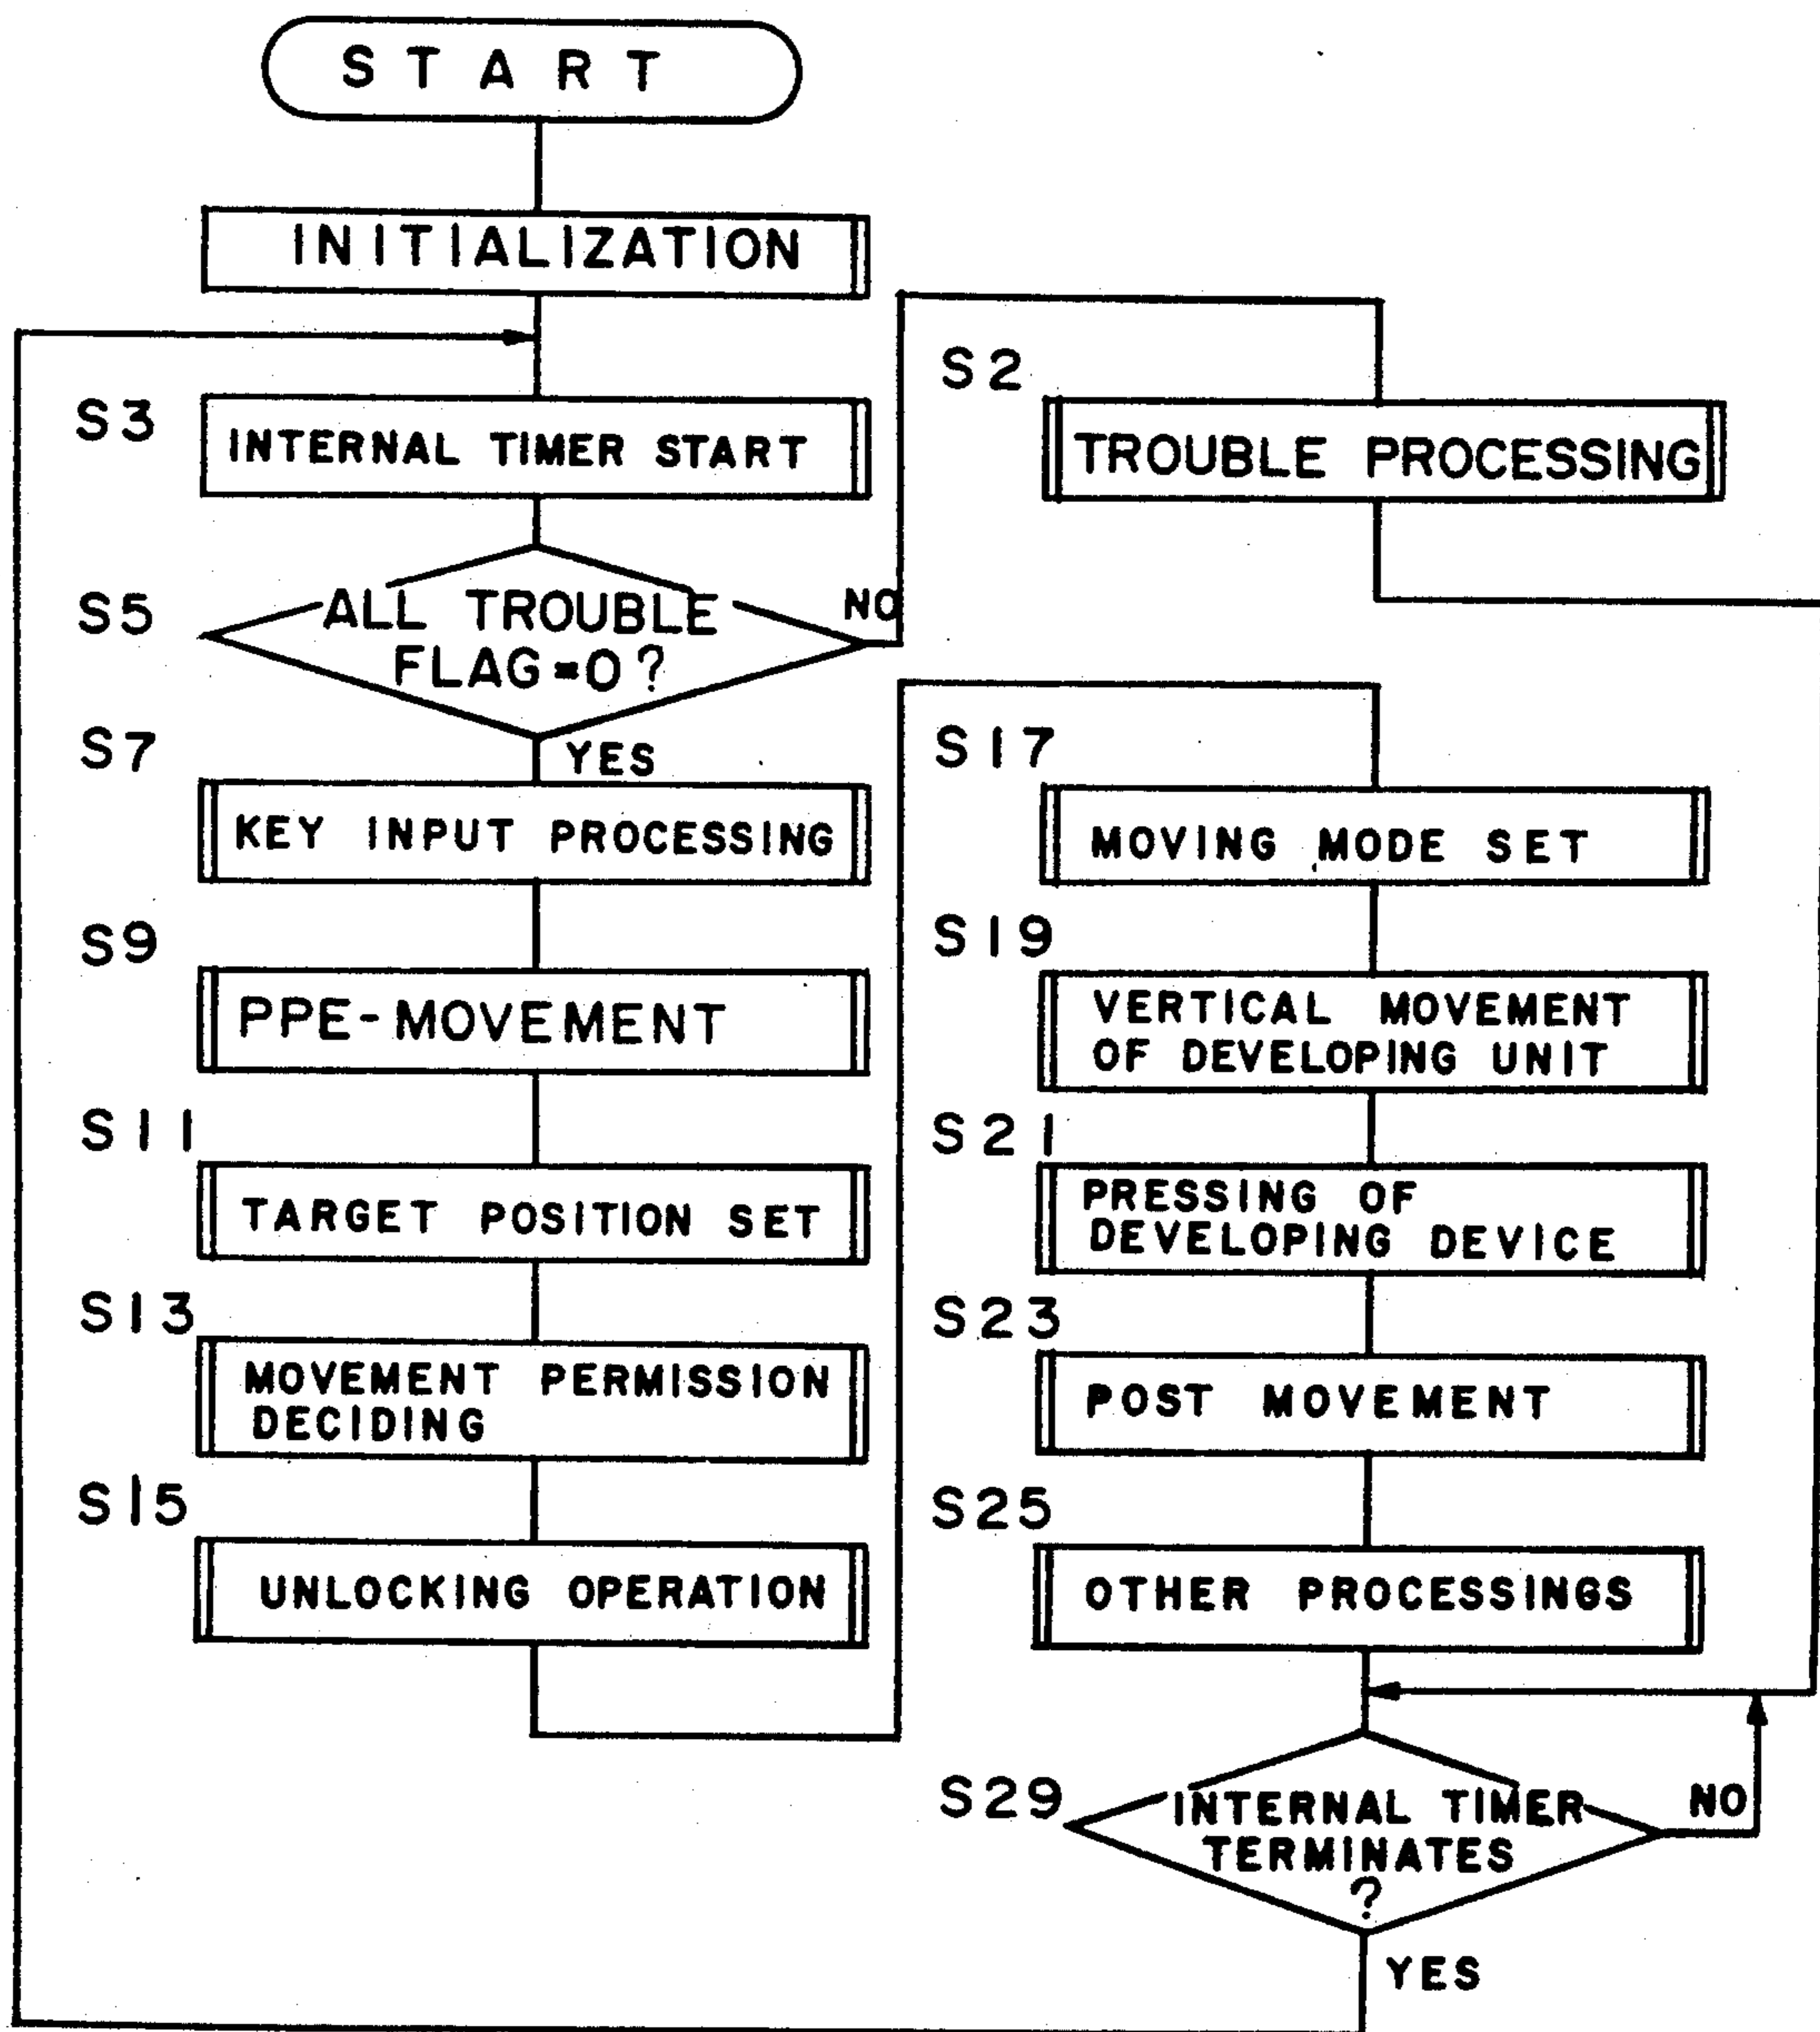 START
INITIALIZATION
S3
INTERNAL TIMER START
S5
ALL TROUBLE
FLAG=0?
NO
YES
S2
TROUBLE PROCESSING
S7
KEY INPUT PROCESSING
S9
PPE-MOVEMENT
S11
TARGET POSITION SET
S13
MOVEMENT PERMISSION
DECIDING
S15
UNLOCKING OPERATION
S17
MOVING MODE SET
S19
VERTICAL MOVEMENT
OF DEVELOPING UNIT
S21
PRESSING OF
DEVELOPING DEVICE
S23
POST MOVEMENT
S25
OTHER PROCESSINGS
S29
INTERNAL TIMER
TERMINATES
?
NO
YES